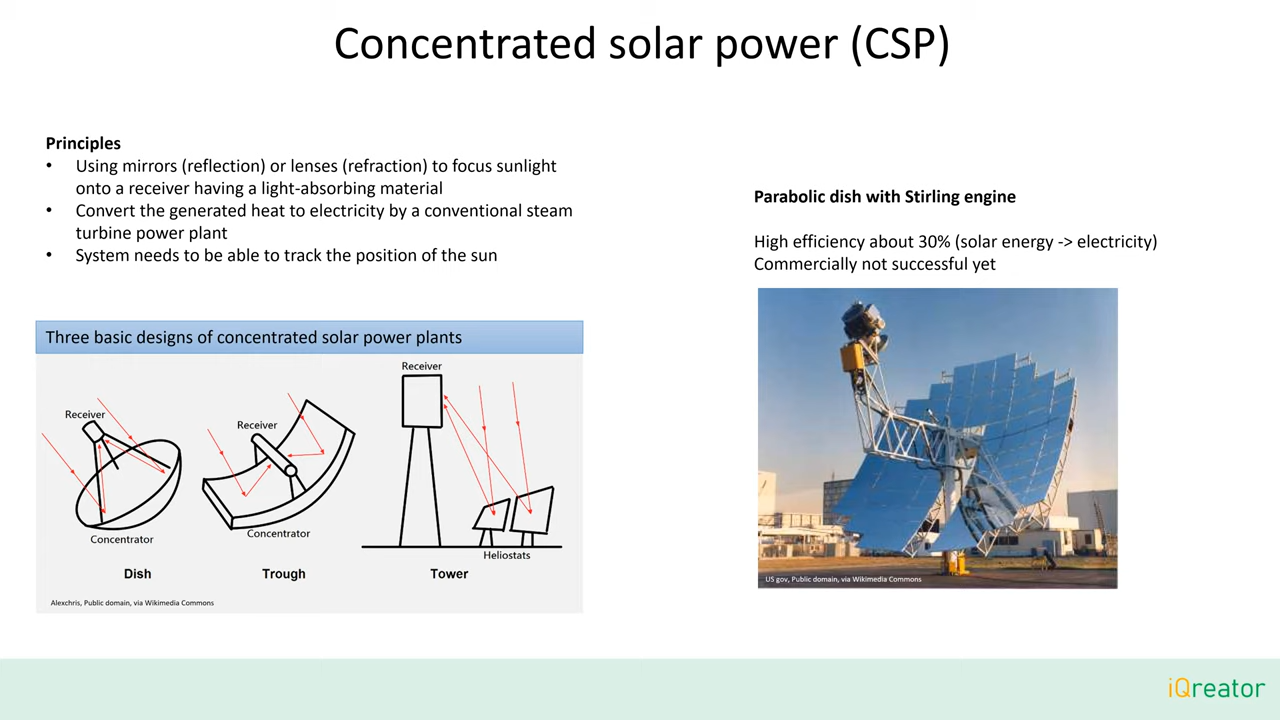 Concentrated solar power (CSP)
Principles
• Using mirrors (reflection) or lenses (refraction) to focus sunlight
onto a receiver having a light-absorbing material
• Convert the generated heat to electricity by a conventional steam
turbine power plant
• System needs to be able to track the position of the sun
Three basic designs of concentrated solar power plants
Receiver
Concentrator
Dish
Receiver
Concentrator
Trough
Receiver
Heliostats
Tower
Alexchris, Public domain, via Wikimedia Commons
Parabolic dish with Stirling engine
High efficiency about 30% (solar energy -> electricity)
Commercially not successful yet
US gov, Public domain, via Wikimedia Commons
iQreator